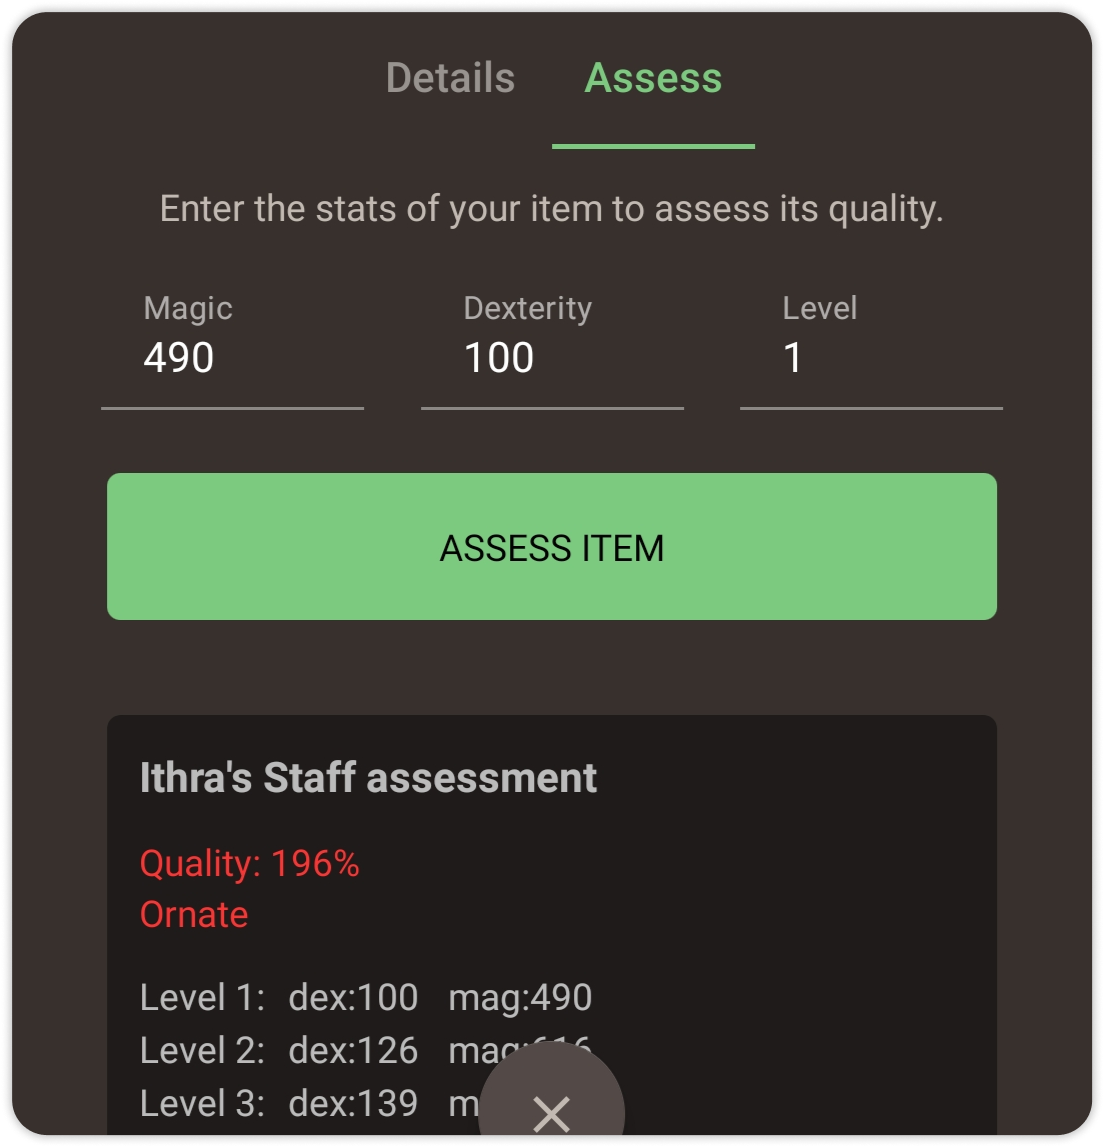 Details Assess
Enter the stats of your item to assess its quality.
Magic Dexterity Level
490 100 1
ASSESS ITEM
Ithra's Staff assessment
Quality: 196%
Ornate
Level 1: dex:100 mag:490
Level 2: dex:126 mag:616
Level 3: dex:139